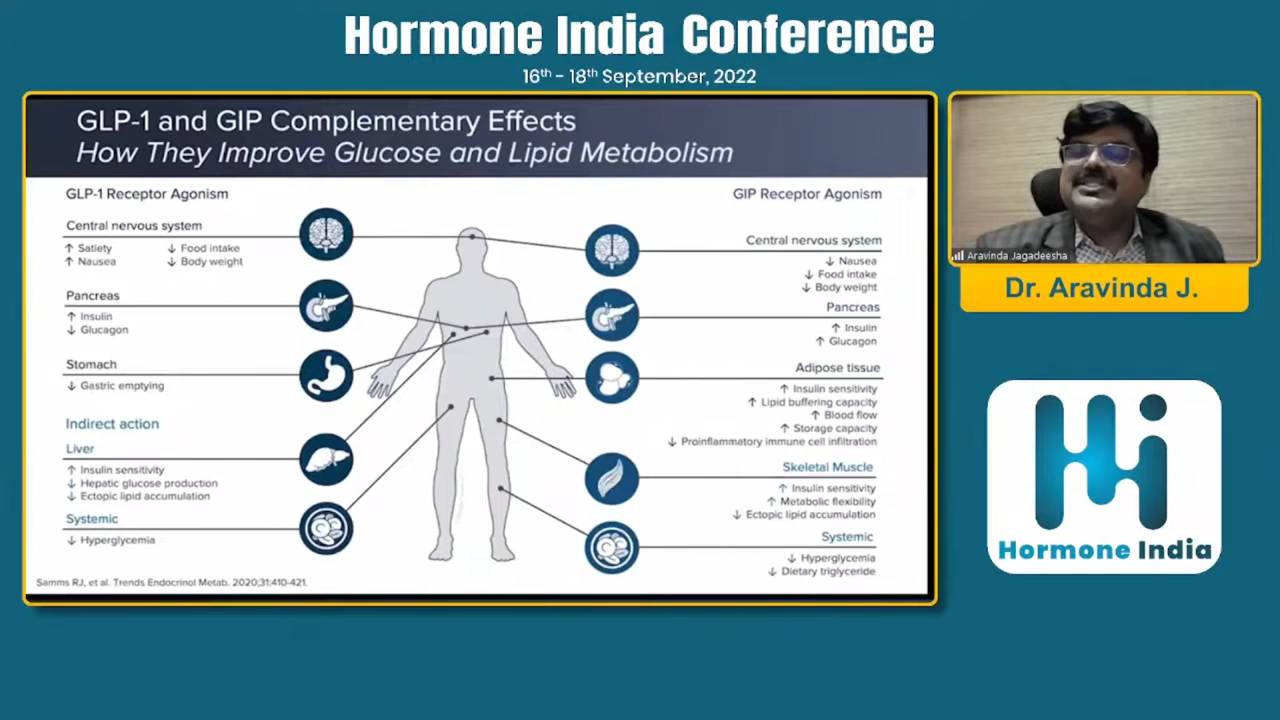 Hormone India Conference
16th - 18th September, 2022
GLP-1 and GIP Complementary Effects
How They Improve Glucose and Lipid Metabolism
GLP-1 Receptor Agonism
Central nervous system
↑ Satiety ↓ Food intake
↑ Nausea ↓ Body weight
Pancreas
↑ Insulin
↓ Glucagon
Stomach
↓ Gastric emptying
Indirect action
Liver
↑ Insulin sensitivity
↓ Hepatic glucose production
↓ Ectopic lipid accumulation
Systemic
↓ Hyperglycemia
GIP Receptor Agonism
Central nervous system
↓ Nausea
↓ Food intake
↓ Body weight
Pancreas
↑ Insulin
↑ Glucagon
Adipose tissue
↑ Insulin sensitivity
↑ Lipid buffering capacity
↑ Blood flow
↑ Storage capacity
↓ Proinflammatory immune cell infiltration
Skeletal Muscle
↑ Insulin sensitivity
↑ Metabolic flexibility
↓ Ectopic lipid accumulation
Systemic
↓ Hyperglycemia
↓ Dietary triglyceride
Samms RJ, et al. Trends Endocrinol Metab. 2020;31:410-421.
Aravinda Jagadeesha
Dr. Aravinda J.
Hi
Hormone India